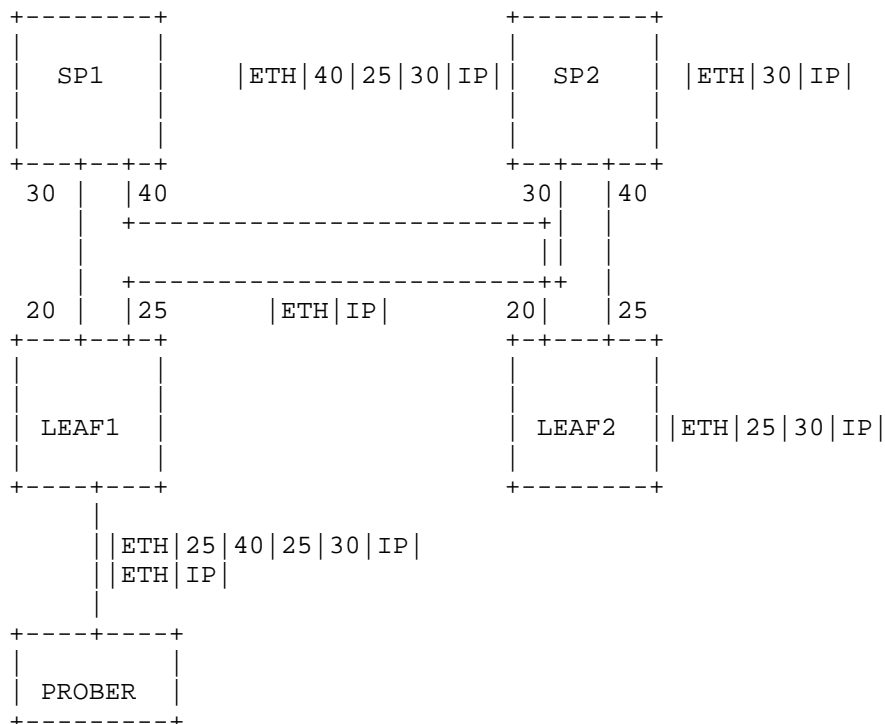 SP1 |ETH|40|25|30|IP| SP2 |ETH|30|IP|
30 40 30 40
20 25 |ETH|IP| 20 25
LEAF1 LEAF2 |ETH|25|30|IP|
|ETH|25|40|25|30|IP|
|ETH|IP|
PROBER